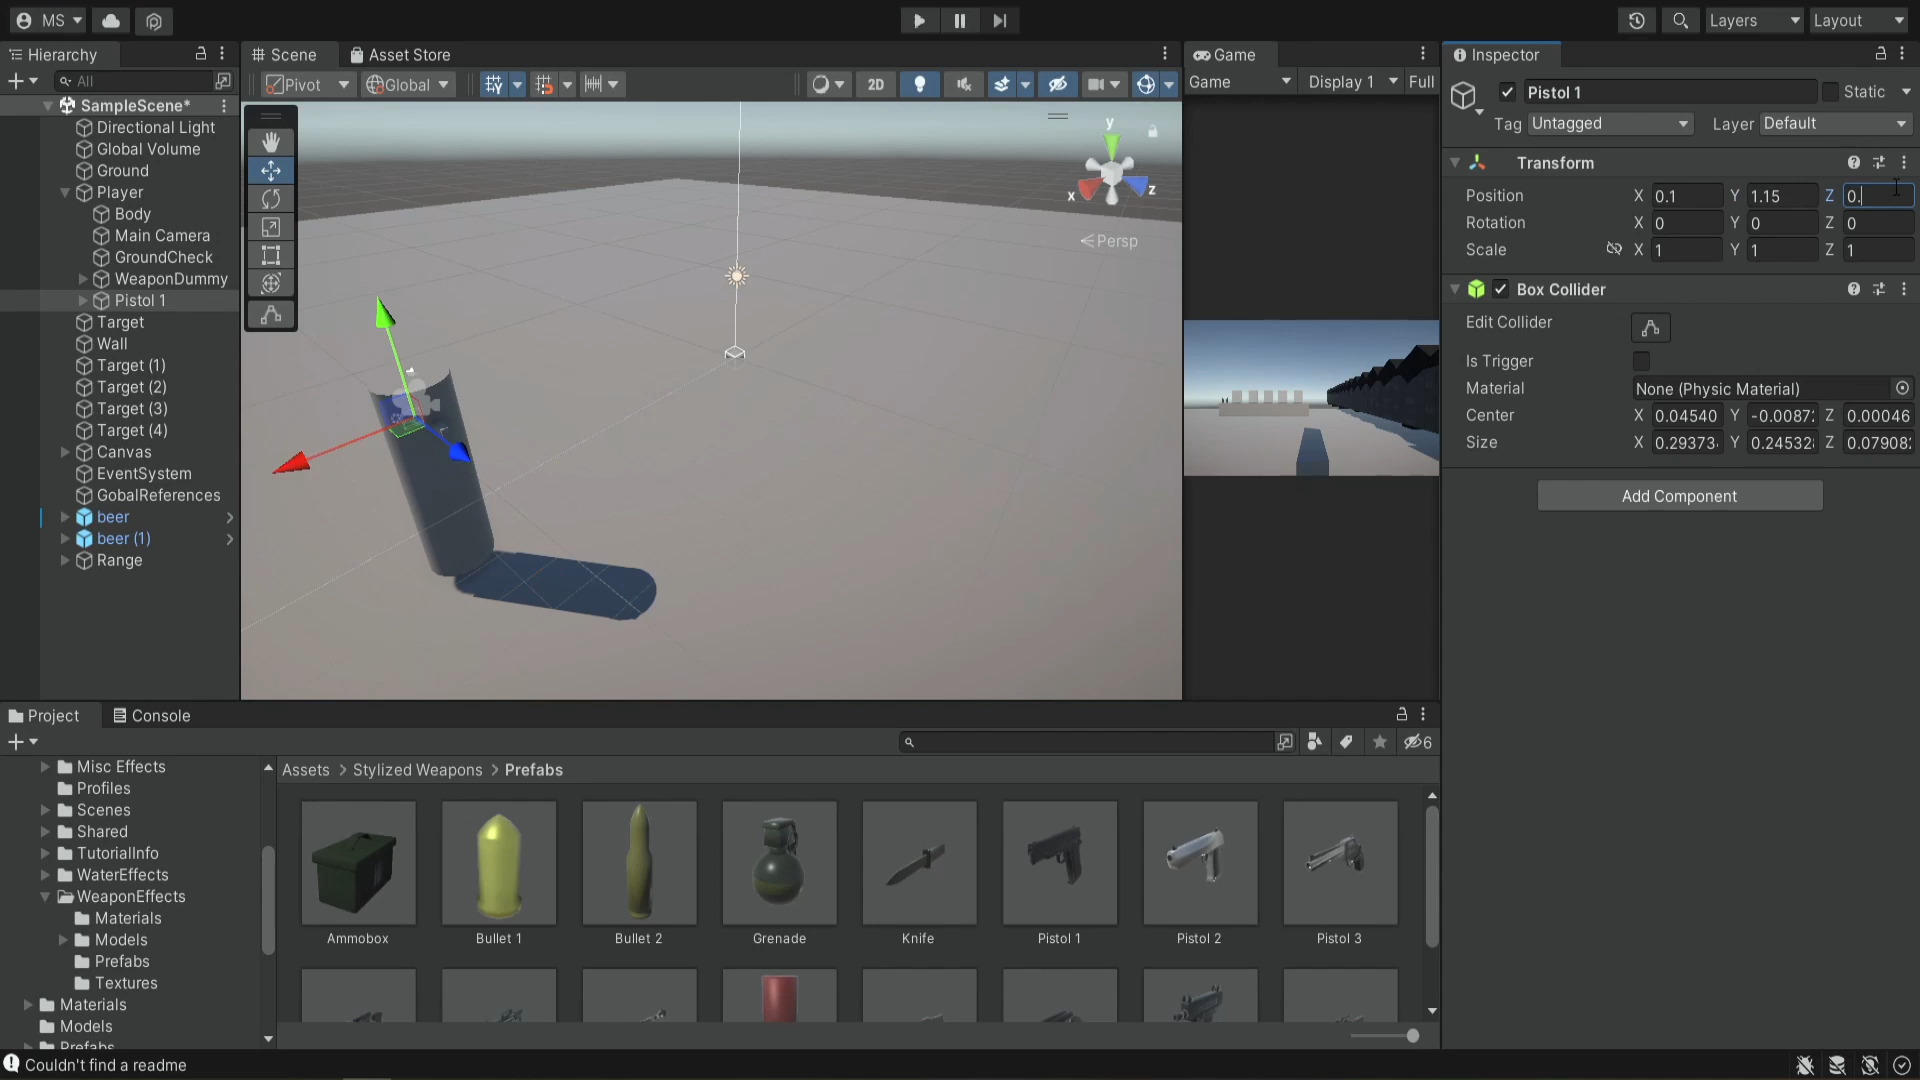 MS
Layers
Layout
Hierarchy
All
SampleScene*
Directional Light
Global Volume
Ground
Player
Body
Main Camera
GroundCheck
WeaponDummy
Pistol 1
Target
Wall
Target (1)
Target (2)
Target (3)
Target (4)
Canvas
EventSystem
GobalReferences
beer
beer (1)
Range
Scene
Asset Store
Pivot
Global
2D
y
x
z
Persp
Game
Game
Display 1
Full
Inspector
Pistol 1
Static
Tag
Untagged
Layer
Default
Transform
Position X 0.1 Y 1.15 Z 0.
Rotation X 0 Y 0 Z 0
Scale X 1 Y 1 Z 1
Box Collider
Edit Collider
Is Trigger
Material
None (Physic Material)
Center X 0.04540 Y -0.0087 Z 0.00046
Size X 0.29373 Y 0.24532 Z 0.07908
Add Component
Project
Console
6
Misc Effects
Profiles
Scenes
Shared
TutorialInfo
WaterEffects
WeaponEffects
Materials
Models
Prefabs
Textures
Materials
Models
Prefabs
Assets > Stylized Weapons > Prefabs
Ammobox
Bullet 1
Bullet 2
Grenade
Knife
Pistol 1
Pistol 2
Pistol 3
Couldn't find a readme